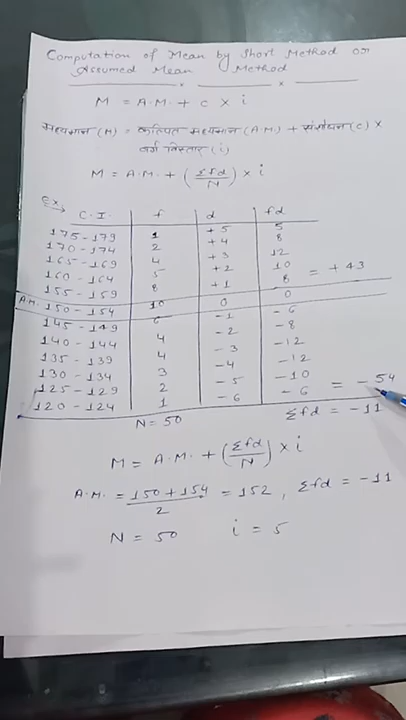 Computation of Mean by Short Method or
Assumed Mean Method
M = A.M. + C × i
मध्यमान (M) = कल्पित मध्यमान (A.M.) + संशोधन (C) ×
वर्ग विस्तार (i)
M = A.M. + (Σfd/N) × i
Ex→
C.I. f d fd
175-179 1 +5 5
170-174 2 +4 8
165-169 4 +3 12
160-164 5 +2 10 = +43
155-159 8 +1 8
A.M. 150-154 10 0 0
145-149 6 -1 -6
140-144 4 -2 -8
135-139 4 -3 -12
130-134 3 -4 -12
125-129 2 -5 -10
120-124 1 -6 -6 = -54
N = 50 Σfd = -11
M = A.M. + (Σfd/N) × i
A.M. = 150+154/2 = 152, Σfd = -11
N = 50 i = 5